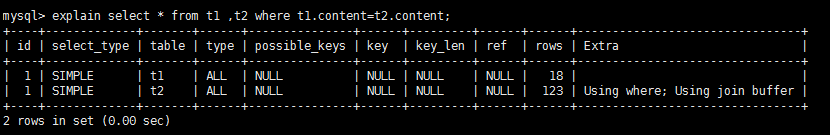 mysql> explain select * from t1 ,t2 where t1.content=t2.content;
+----+-------------+-------+------+---------------+------+---------+------+------+--------------------------------+
| id | select_type | table | type | possible_keys | key  | key_len | ref  | rows | Extra                          |
+----+-------------+-------+------+---------------+------+---------+------+------+--------------------------------+
|  1 | SIMPLE      | t1    | ALL  | NULL          | NULL | NULL    | NULL |   18 |                                |
|  1 | SIMPLE      | t2    | ALL  | NULL          | NULL | NULL    | NULL |  123 | Using where; Using join buffer |
+----+-------------+-------+------+---------------+------+---------+------+------+--------------------------------+
2 rows in set (0.00 sec)